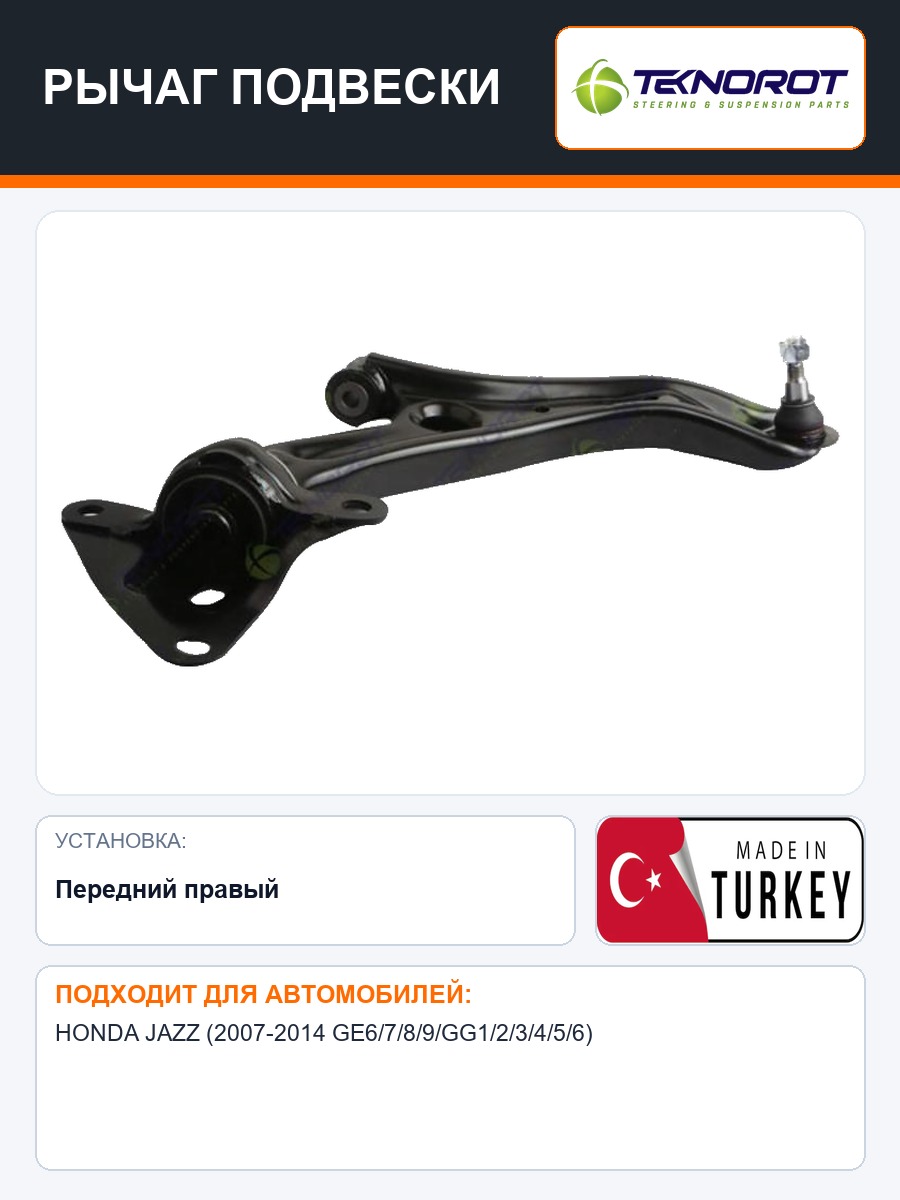 РЫЧАГ ПОДВЕСКИ
TEKNOROT
STEERING & SUSPENSION PARTS
УСТАНОВКА:
Передний правый
MADE IN
TURKEY
ПОДХОДИТ ДЛЯ АВТОМОБИЛЕЙ:
HONDA JAZZ (2007-2014 GE6/7/8/9/GG1/2/3/4/5/6)